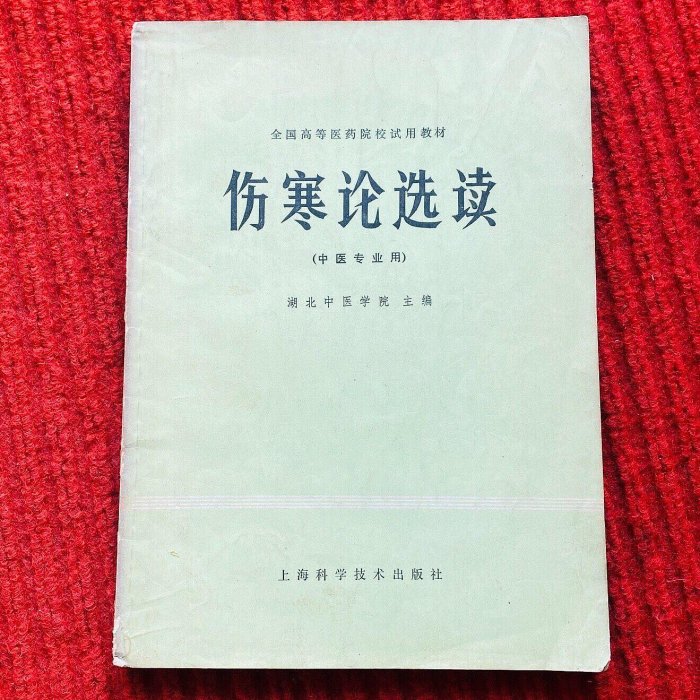 全国高等医药院校试用教材
伤寒论选读
(中医专业用)
湖北中医学院 主编
上海科学技术出版社